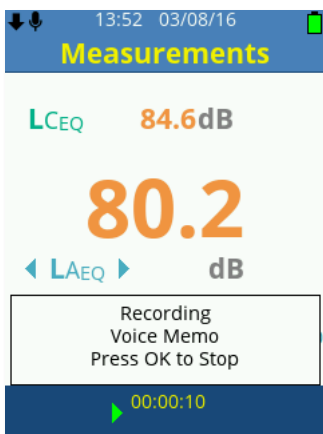 13:52 03/08/16
Measurements
LCEQ 84.6dB
80.2
LAEQ dB
Recording
Voice Memo
Press OK to Stop
00:00:10